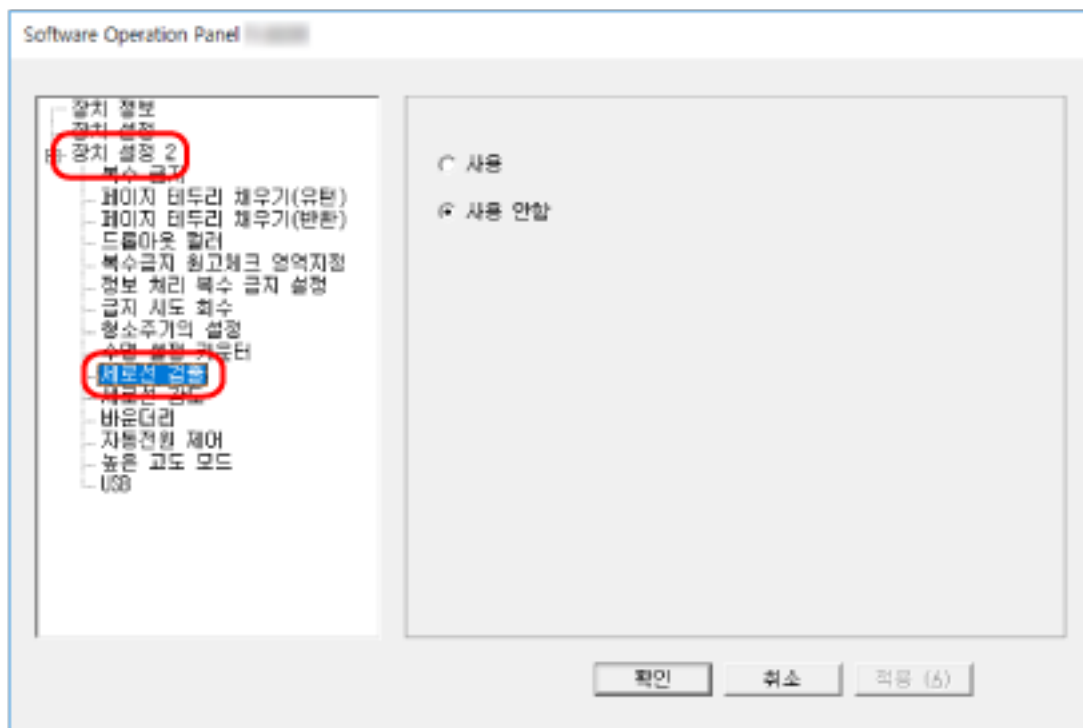 Software Operation Panel
장치 정보
장치 설정
장치 설정 2
복수 급지
페이지 테두리 채우기(유턴)
페이지 테두리 채우기(반환)
드롭아웃 컬러
복수급지 원고체크 영역지정
정보 처리 복수 급지 설정
급지 시도 회수
청소주기의 설정
수명 설정 카운터
세로선 검출
세로선 감도
바운더리
자동전원 제어
높은 고도 모드
USB
사용
사용 안함
확인
취소
적용 (A)